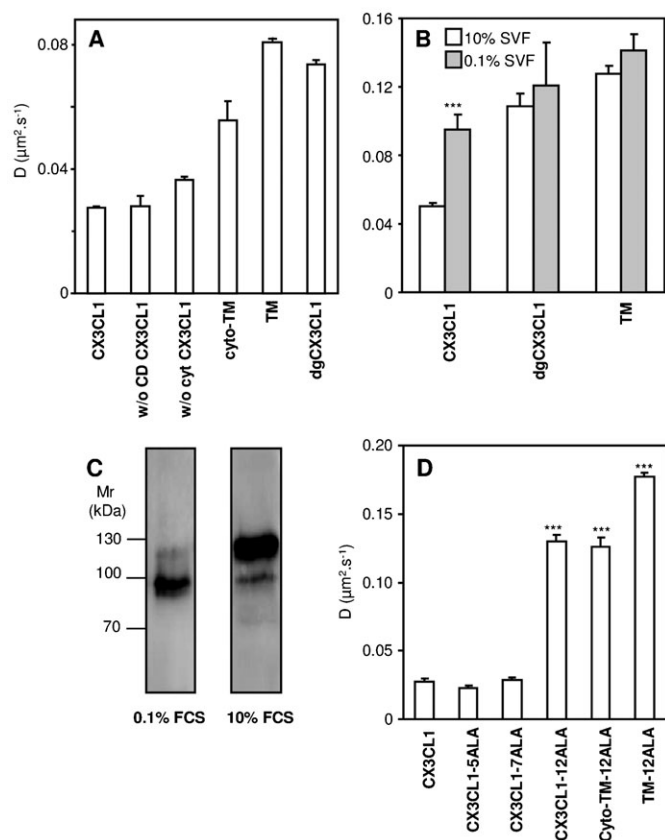 A
0.08
0.04
0
D (µm².s⁻¹)
CX3CL1
w/o CD CX3CL1
w/o cyt CX3CL1
cyto-TM
TM
dgCX3CL1
B
0.16
0.12
0.08
0.04
0
10% SVF
0.1% SVF
***
CX3CL1
dgCX3CL1
TM
C
Mr
(kDa)
130
100
70
0.1% FCS
10% FCS
D
0.20
0.15
0.10
0.05
0
D (µm².s⁻¹)
***
***
***
CX3CL1
CX3CL1-5ALA
CX3CL1-7ALA
CX3CL1-12ALA
Cyto-TM-12ALA
TM-12ALA